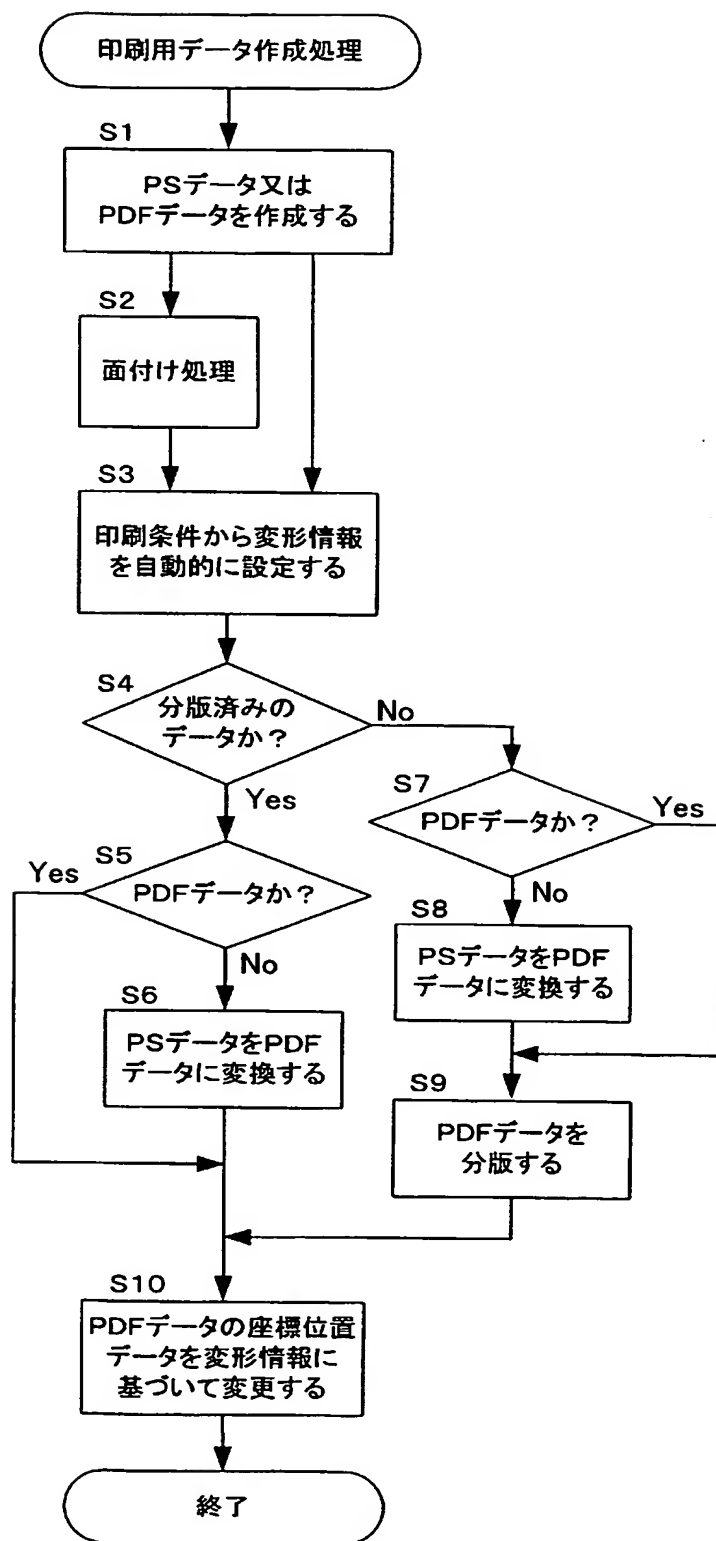 印刷用データ作成処理
S1
PSデータ又は
PDFデータを作成する
S2
面付け処理
S3
印刷条件から変形情報
を自動的に設定する
S4
分版済みの
データか？
No
Yes
S5
PDFデータか？
Yes
No
S6
PSデータをPDF
データに変換する
S7
PDFデータか？
Yes
No
S8
PSデータをPDF
データに変換する
S9
PDFデータを
分版する
S10
PDFデータの座標位置
データを変形情報に
基づいて変更する
終了